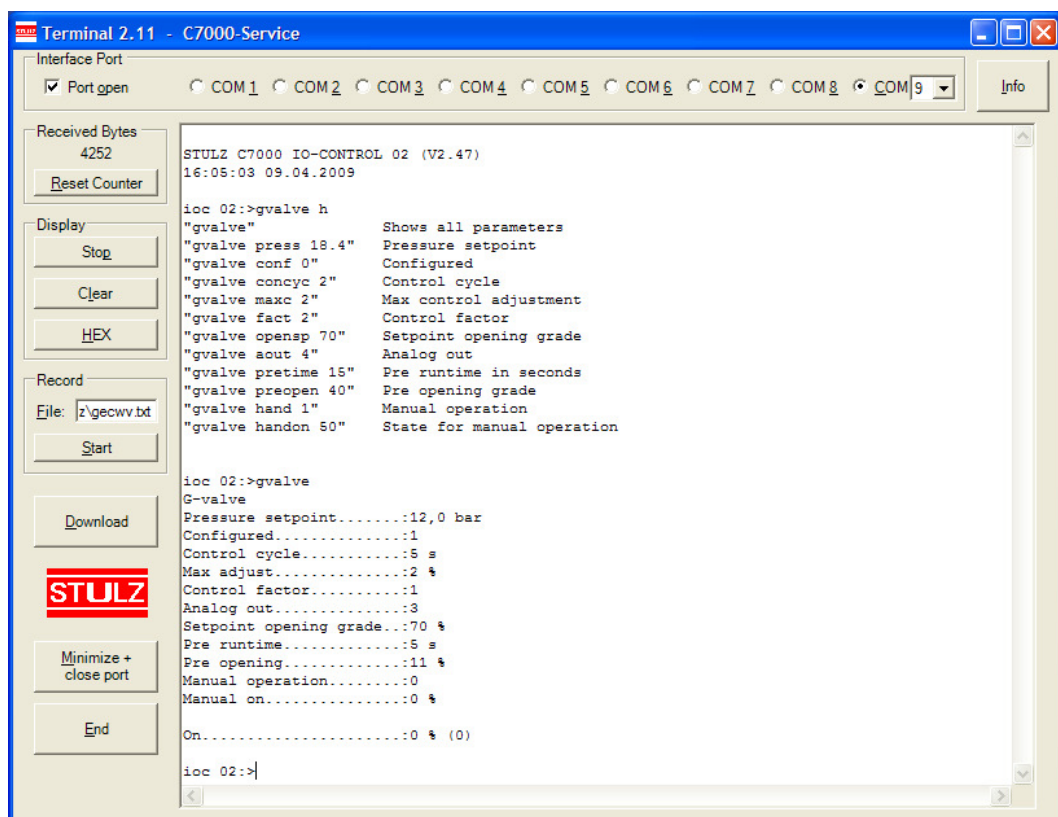 Terminal 2.11 - C7000-Service
Interface Port
Port open COM 1 COM 2 COM 3 COM 4 COM 5 COM 6 COM 7 COM 8 COM 9 Info
Received Bytes
4252
Reset Counter
Display
Stop
Clear
HEX
Record
File: z\gecwv.txt
Start
Download
STULZ
Minimize +
close port
End
STULZ C7000 IO-CONTROL 02 (V2.47)
16:05:03 09.04.2009
ioc 02:>gvalve h
"gvalve" Shows all parameters
"gvalve press 18.4" Pressure setpoint
"gvalve conf 0" Configured
"gvalve concyc 2" Control cycle
"gvalve maxc 2" Max control adjustment
"gvalve fact 2" Control factor
"gvalve opensp 70" Setpoint opening grade
"gvalve aout 4" Analog out
"gvalve pretime 15" Pre runtime in seconds
"gvalve preopen 40" Pre opening grade
"gvalve hand 1" Manual operation
"gvalve handon 50" State for manual operation
ioc 02:>gvalve
G-valve
Pressure setpoint.......:12,0 bar
Configured..............:1
Control cycle...........:5 s
Max adjust..............:2 %
Control factor..........:1
Analog out..............:3
Setpoint opening grade..:70 %
Pre runtime.............:5 s
Pre opening.............:11 %
Manual operation........:0
Manual on...............:0 %
On......................:0 % (0)
ioc 02:>